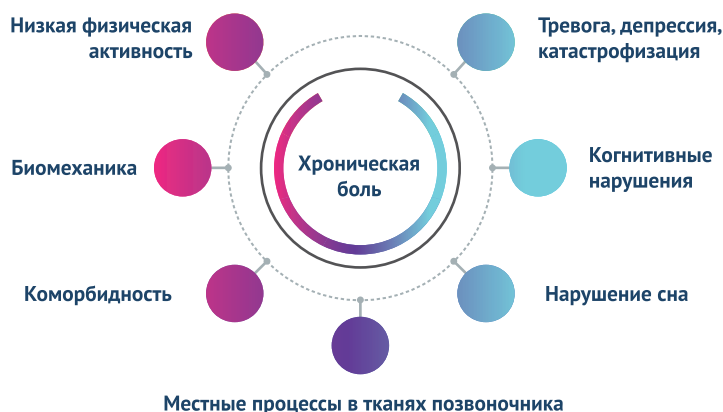 Низкая физическая
активность
Тревога, депрессия,
катастрофизация
Биомеханика
Хроническая
боль
Когнитивные
нарушения
Коморбидность
Нарушение сна
Местные процессы в тканях позвоночника